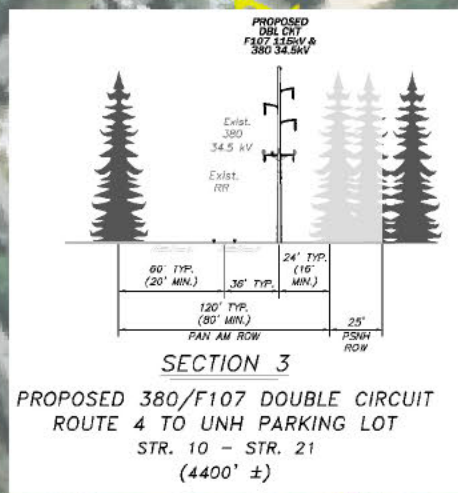 PROPOSED
DBL CKT
F107 115kV &
380 34.5kV
Exist.
380
34.5 kV
Exist.
RR
60' TYP.
(20' MIN.)
36' TYP.
24' TYP.
(16'
MIN.)
120' TYP.
(80' MIN.)
PAN AM ROW
25'
PSNH
ROW
SECTION 3
PROPOSED 380/F107 DOUBLE CIRCUIT
ROUTE 4 TO UNH PARKING LOT
STR. 10 - STR. 21
(4400' ±)